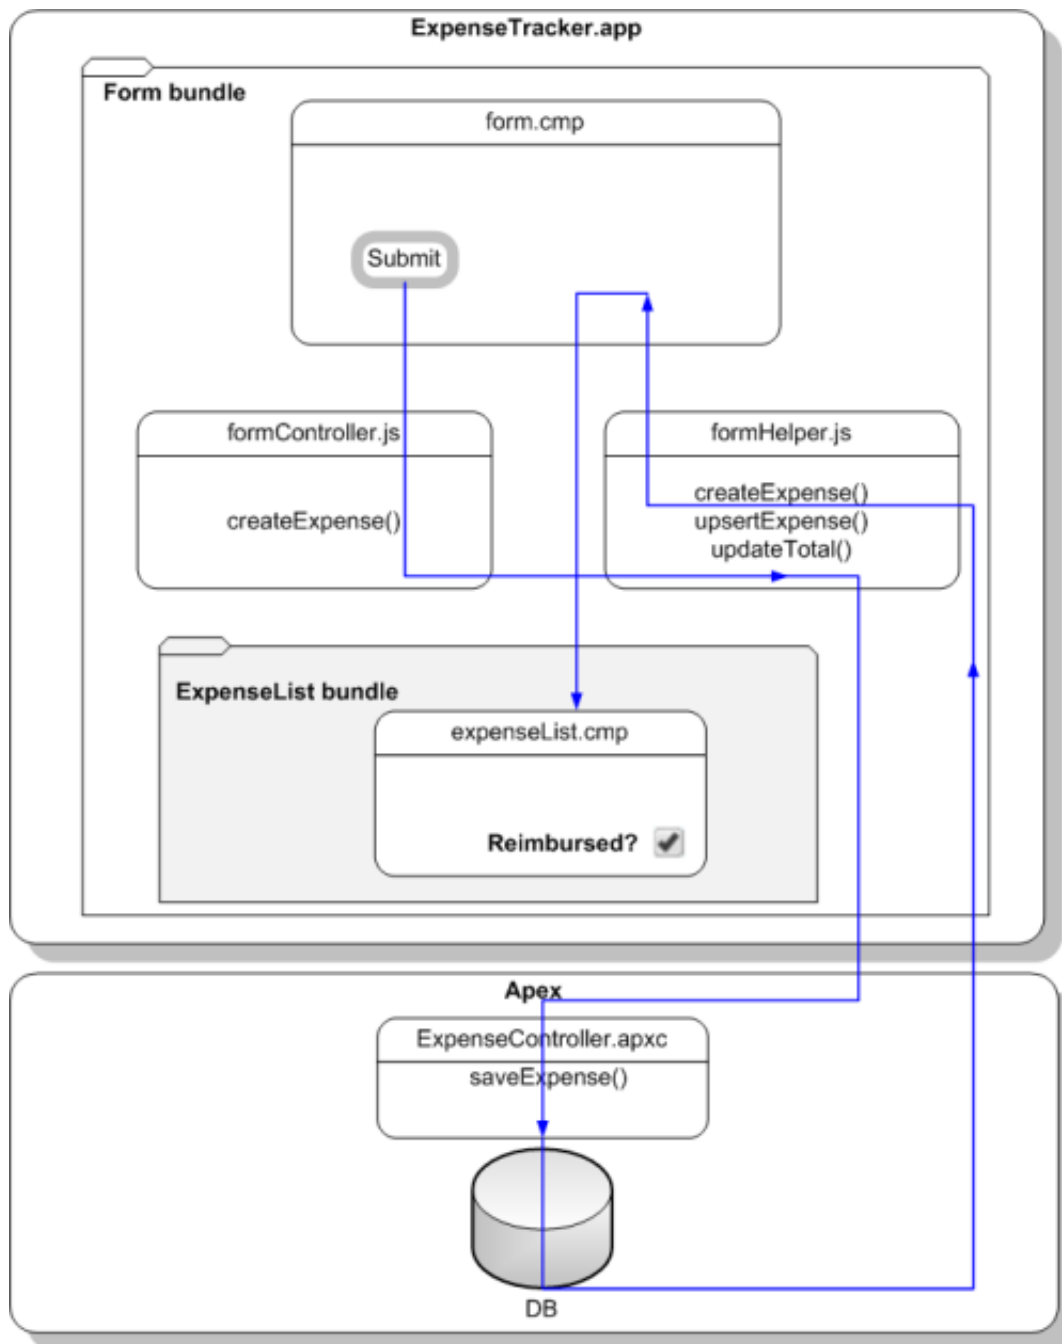 ExpenseTracker.app
Form bundle
form.cmp
Submit
formController.js
createExpense()
formHelper.js
createExpense()
upsertExpense()
updateTotal()
ExpenseList bundle
expenseList.cmp
Reimbursed?
Apex
ExpenseController.apxc
saveExpense()
DB